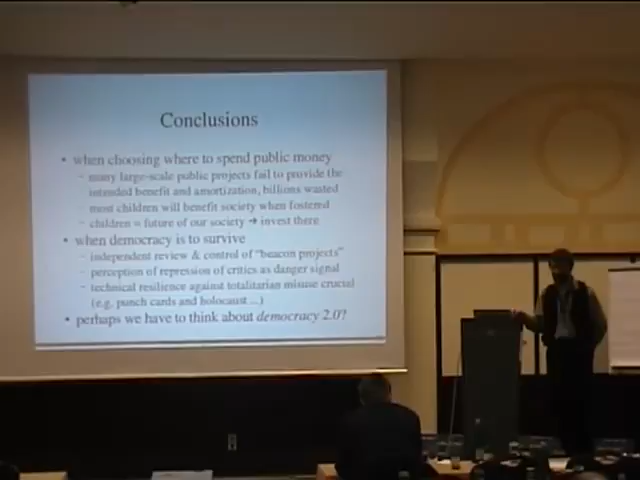 Conclusions
• when choosing where to spend public money
- many large-scale public projects fail to provide the
intended benefit and amortization, billions wasted
most children will benefit society when fostered
- children = future of our society ➔ invest there
• when democracy is to survive
- independent review & control of "beacon projects"
- perception of repression of critics as danger signal
- technical resilience against totalitarian misuse crucial
(e.g. punch cards and holocaust ...)
• perhaps we have to think about democracy 2.0?